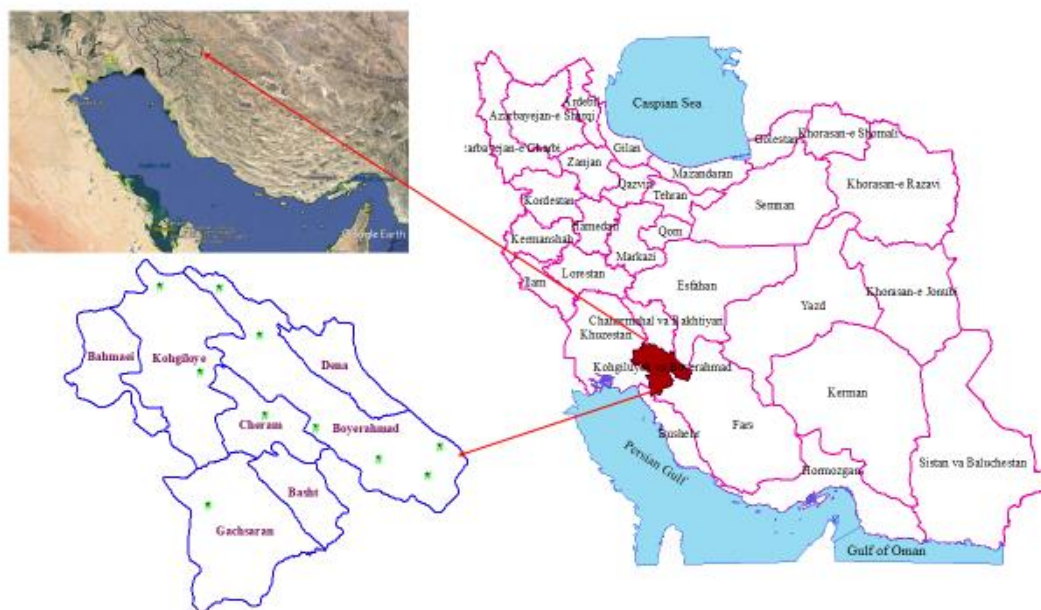 Google Earth
Caspian Sea
Ardebil
Azarbayejan-e Sharqi
Gilan
Golestan
Khorasan-e Shomali
Zanjan
Mazandaran
Qazvin
Tehran
Khorasan-e Razavi
Kordestan
Semnan
Hamedan
Qom
Kermanshah
Markazi
Lorestan
Ilam
Esfahan
Yazd
Khorasan-e Jonubi
Chaharmahal va Bakhtiyari
Khuzestan
Kerman
Fars
Bushehr
Persian Gulf
Hormozgan
Sistan va Baluchestan
Gulf of Oman
Bahmaei
Kohgiloye
Dena
Cheram
Boyerahmad
Basht
Gachsaran